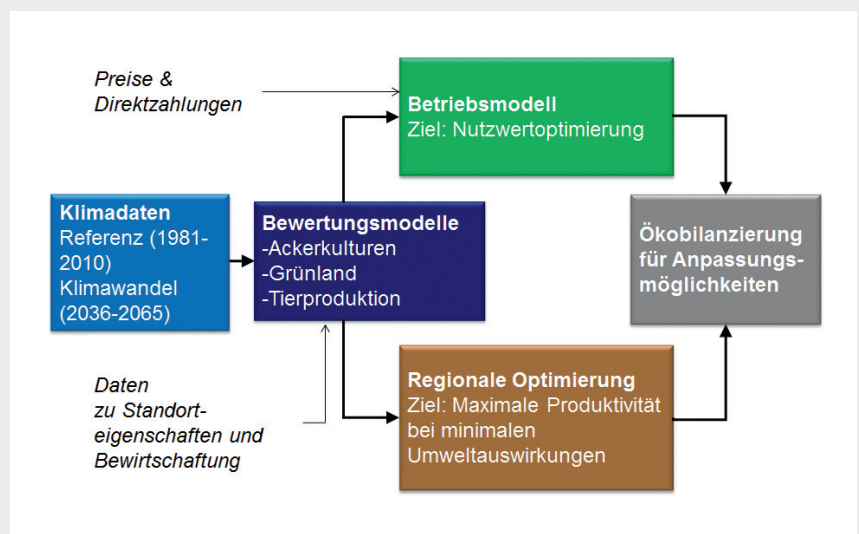 Preise &
Direktzahlungen
Betriebsmodell
Ziel: Nutzwertoptimierung
Klimadaten
Referenz (1981-
2010)
Klimawandel
(2036-2065)
Bewertungsmodelle
-Ackerkulturen
-Grünland
-Tierproduktion
Ökobilanzierung
für Anpassungs-
möglichkeiten
Daten
zu Standort-
eigenschaften und
Bewirtschaftung
Regionale Optimierung
Ziel: Maximale Produktivität
bei minimalen
Umweltauswirkungen